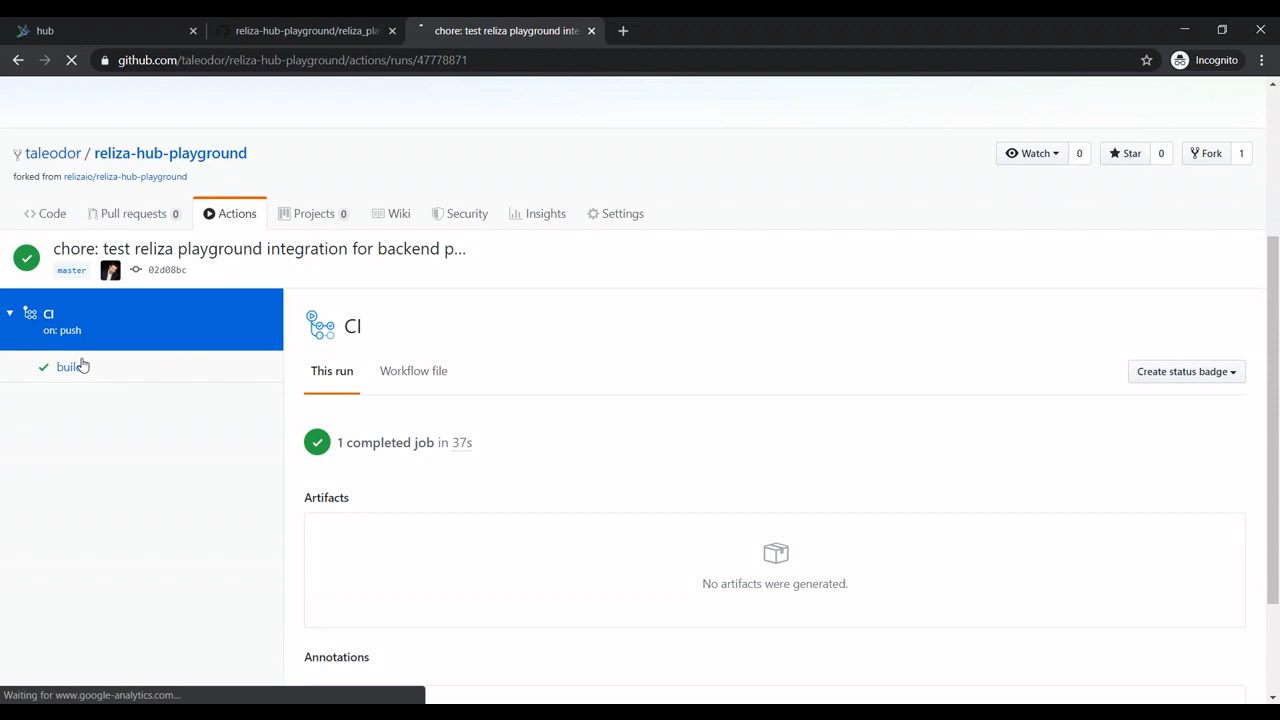 hub
reliza-hub-playground/reliza_pla
chore: test reliza playground inte
github.com/taleodor/reliza-hub-playground/actions/runs/47778871
Incognito
taleodor / reliza-hub-playground
Watch 0 Star 0 Fork 1
forked from relizaio/reliza-hub-playground
Code Pull requests 0 Actions Projects 0 Wiki Security Insights Settings
chore: test reliza playground integration for backend p...
master 02d08bc
CI
on: push
build
CI
This run Workflow file Create status badge
1 completed job in 37s
Artifacts
No artifacts were generated.
Annotations
Waiting for www.google-analytics.com...